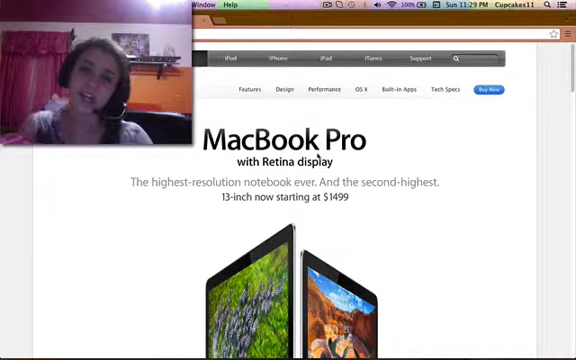 Window Help 100% Sun 11:29 PM Cupcakes11
iPod iPhone iPad iTunes Support
Features Design Performance OS X Built-in Apps Tech Specs Buy Now
MacBook Pro
with Retina display
The highest-resolution notebook ever. And the second-highest.
13-inch now starting at $1499